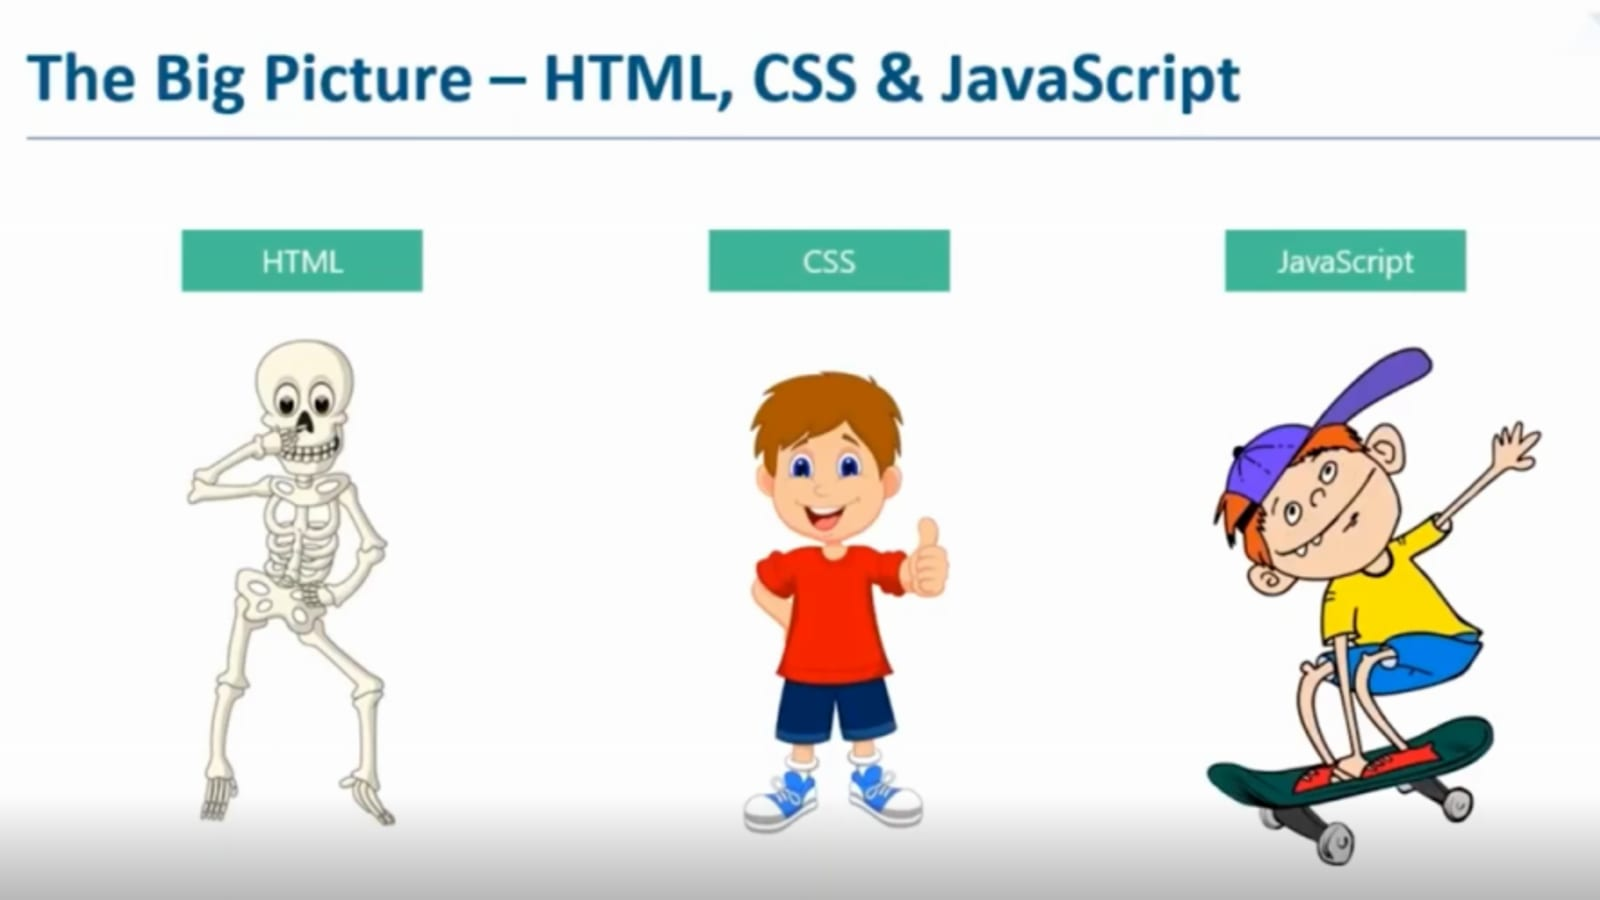 The Big Picture – HTML, CSS & JavaScript
HTML
CSS
JavaScript